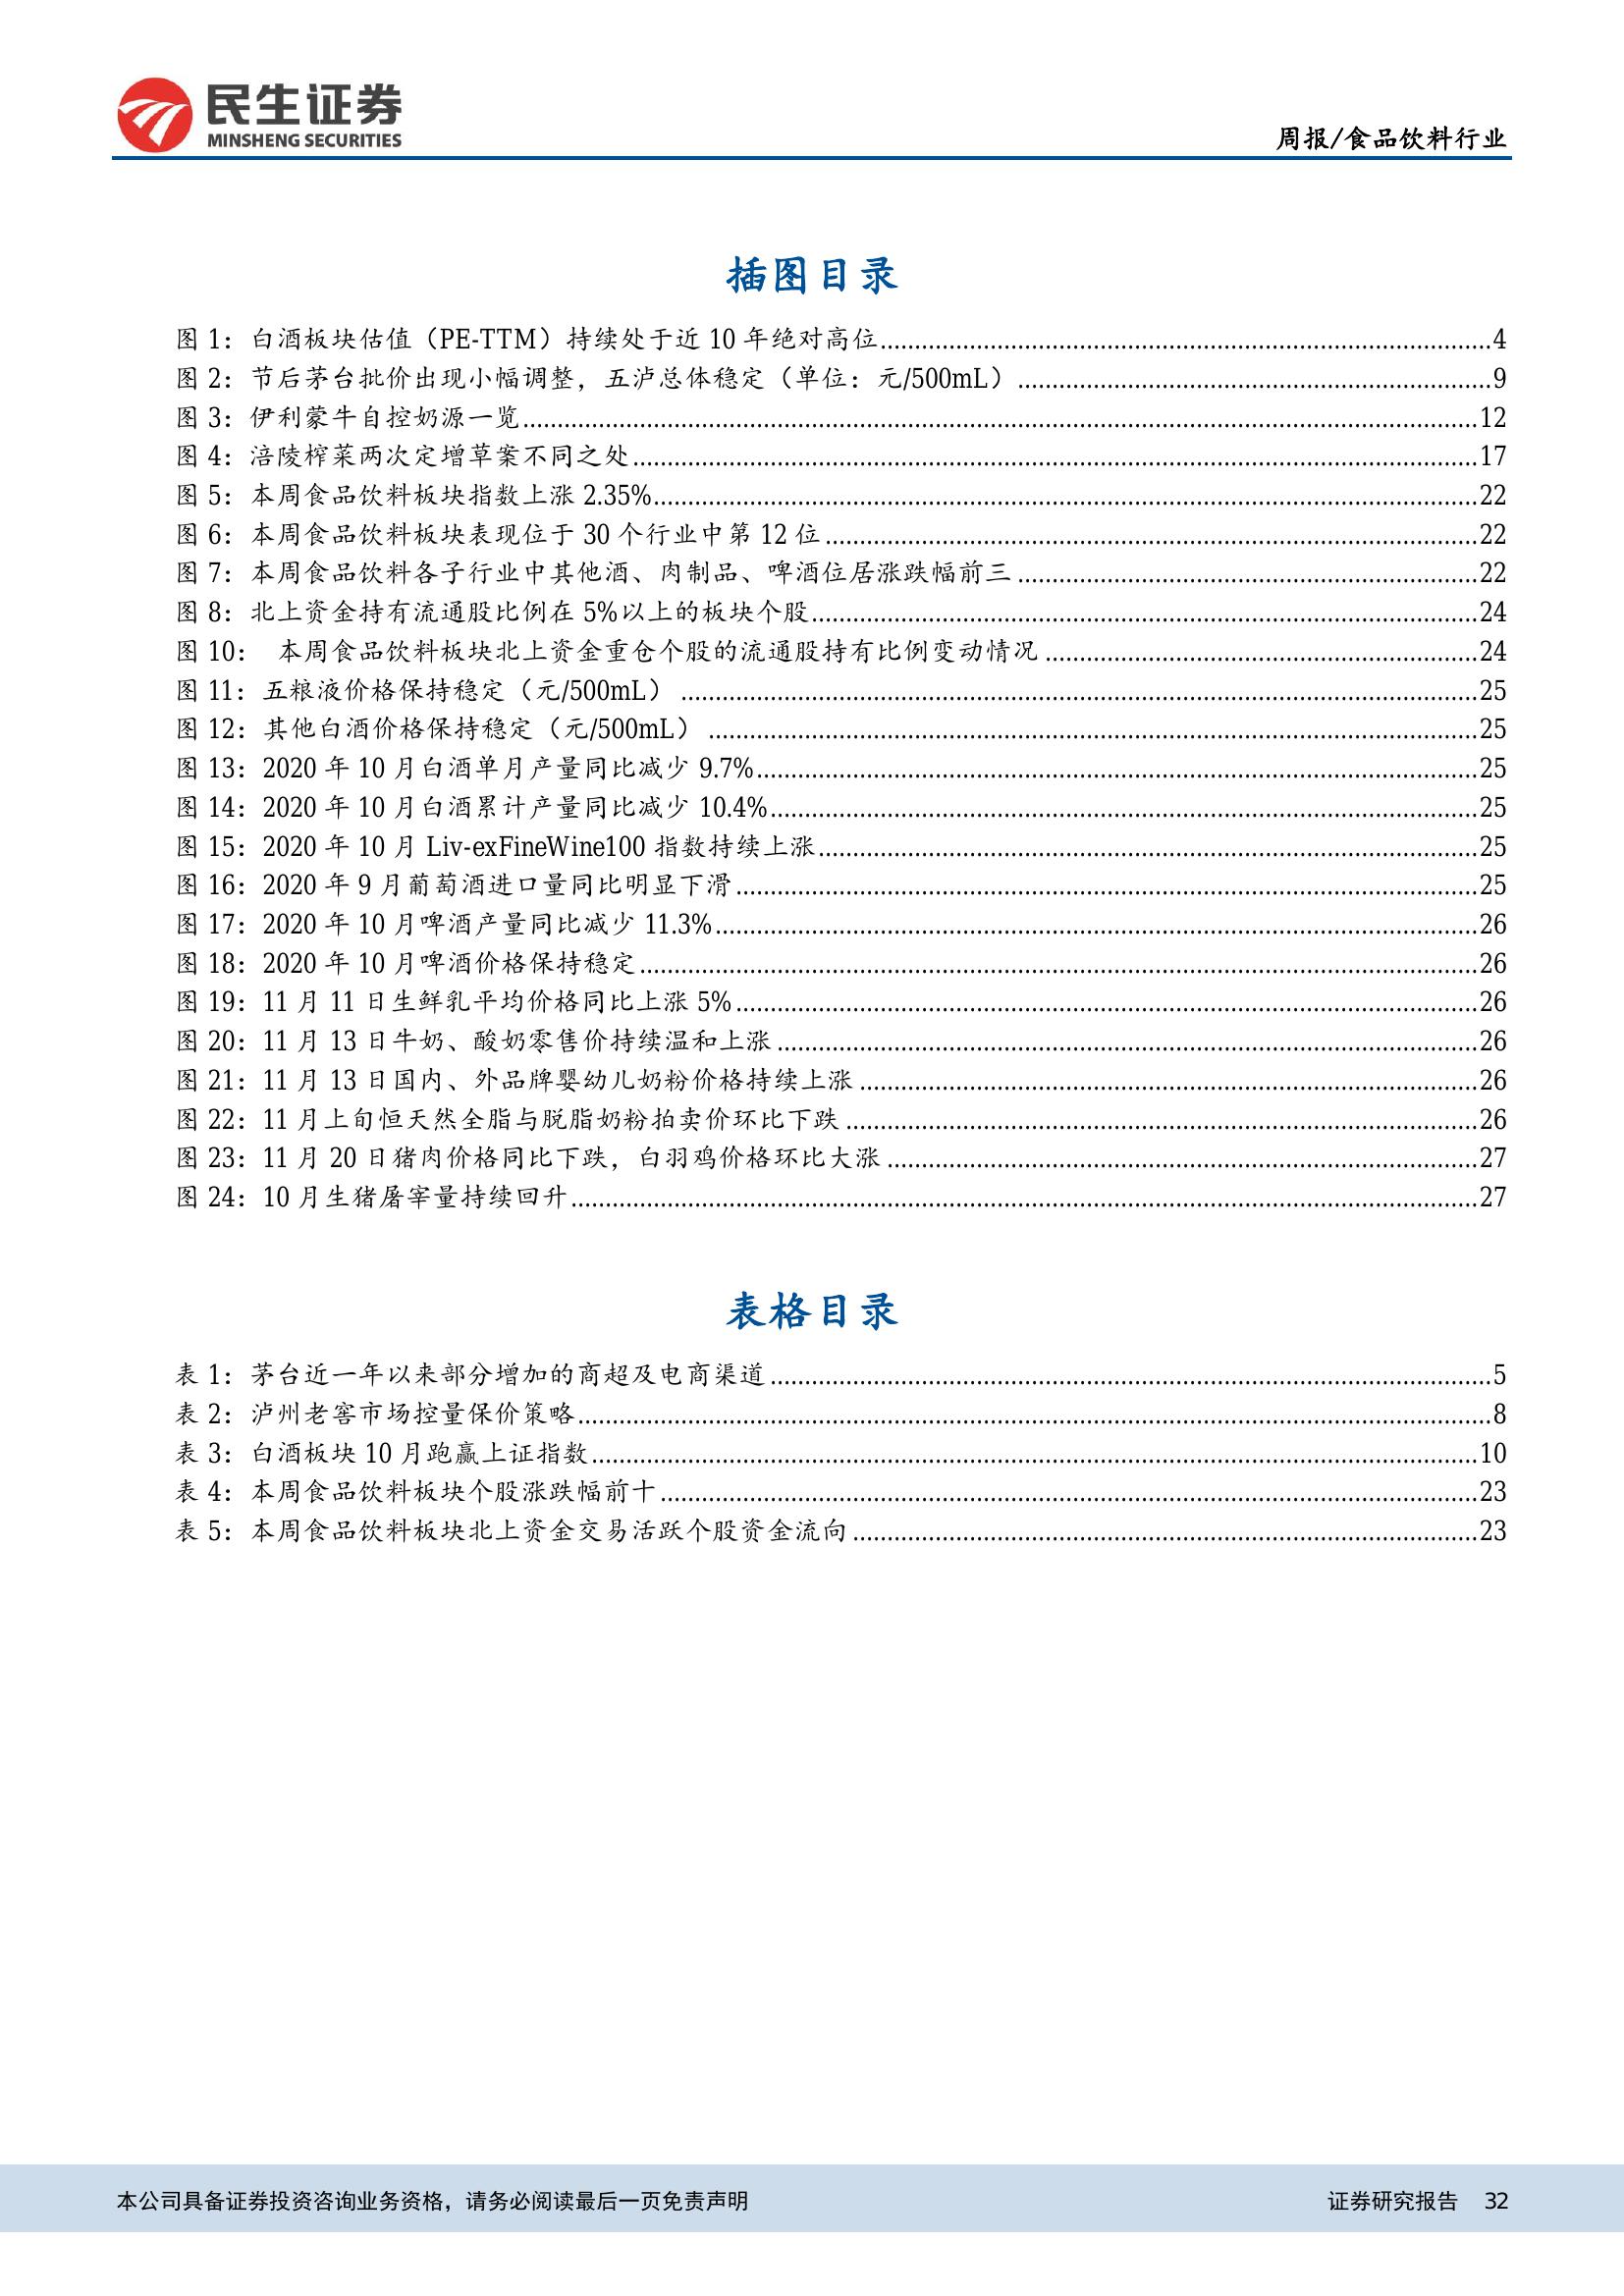 民生证券
MINSHENG SECURITIES
周报/食品饮料行业
插图目录
图 1：白酒板块估值（PE-TTM）持续处于近 10 年绝对高位........................4
图 2：节后茅台批价出现小幅调整，五泸总体稳定（单位：元/500mL）........................9
图 3：伊利蒙牛自控奶源一览........................12
图 4：涪陵榨菜两次定增草案不同之处........................17
图 5：本周食品饮料板块指数上涨 2.35%........................22
图 6：本周食品饮料板块表现位于 30 个行业中第 12 位........................22
图 7：本周食品饮料各子行业中其他酒、肉制品、啤酒位居涨跌幅前三........................22
图 8：北上资金持有流通股比例在 5%以上的板块个股........................24
图 10： 本周食品饮料板块北上资金重仓个股的流通股持有比例变动情况........................24
图 11：五粮液价格保持稳定（元/500mL）........................25
图 12：其他白酒价格保持稳定（元/500mL）........................25
图 13：2020 年 10 月白酒单月产量同比减少 9.7%........................25
图 14：2020 年 10 月白酒累计产量同比减少 10.4%........................25
图 15：2020 年 10 月 Liv-exFineWine100 指数持续上涨........................25
图 16：2020 年 9 月葡萄酒进口量同比明显下滑........................25
图 17：2020 年 10 月啤酒产量同比减少 11.3%........................26
图 18：2020 年 10 月啤酒价格保持稳定........................26
图 19：11 月 11 日生鲜乳平均价格同比上涨 5%........................26
图 20：11 月 13 日牛奶、酸奶零售价持续温和上涨........................26
图 21：11 月 13 日国内、外品牌婴幼儿奶粉价格持续上涨........................26
图 22：11 月上旬恒天然全脂与脱脂奶粉拍卖价环比下跌........................26
图 23：11 月 20 日猪肉价格同比下跌，白羽鸡价格环比大涨........................27
图 24：10 月生猪屠宰量持续回升........................27
表格目录
表 1：茅台近一年以来部分增加的商超及电商渠道........................5
表 2：泸州老窖市场控量保价策略........................8
表 3：白酒板块 10 月跑赢上证指数........................10
表 4：本周食品饮料板块个股涨跌幅前十........................23
表 5：本周食品饮料板块北上资金交易活跃个股资金流向........................23
本公司具备证券投资咨询业务资格，请务必阅读最后一页免责声明
证券研究报告 32